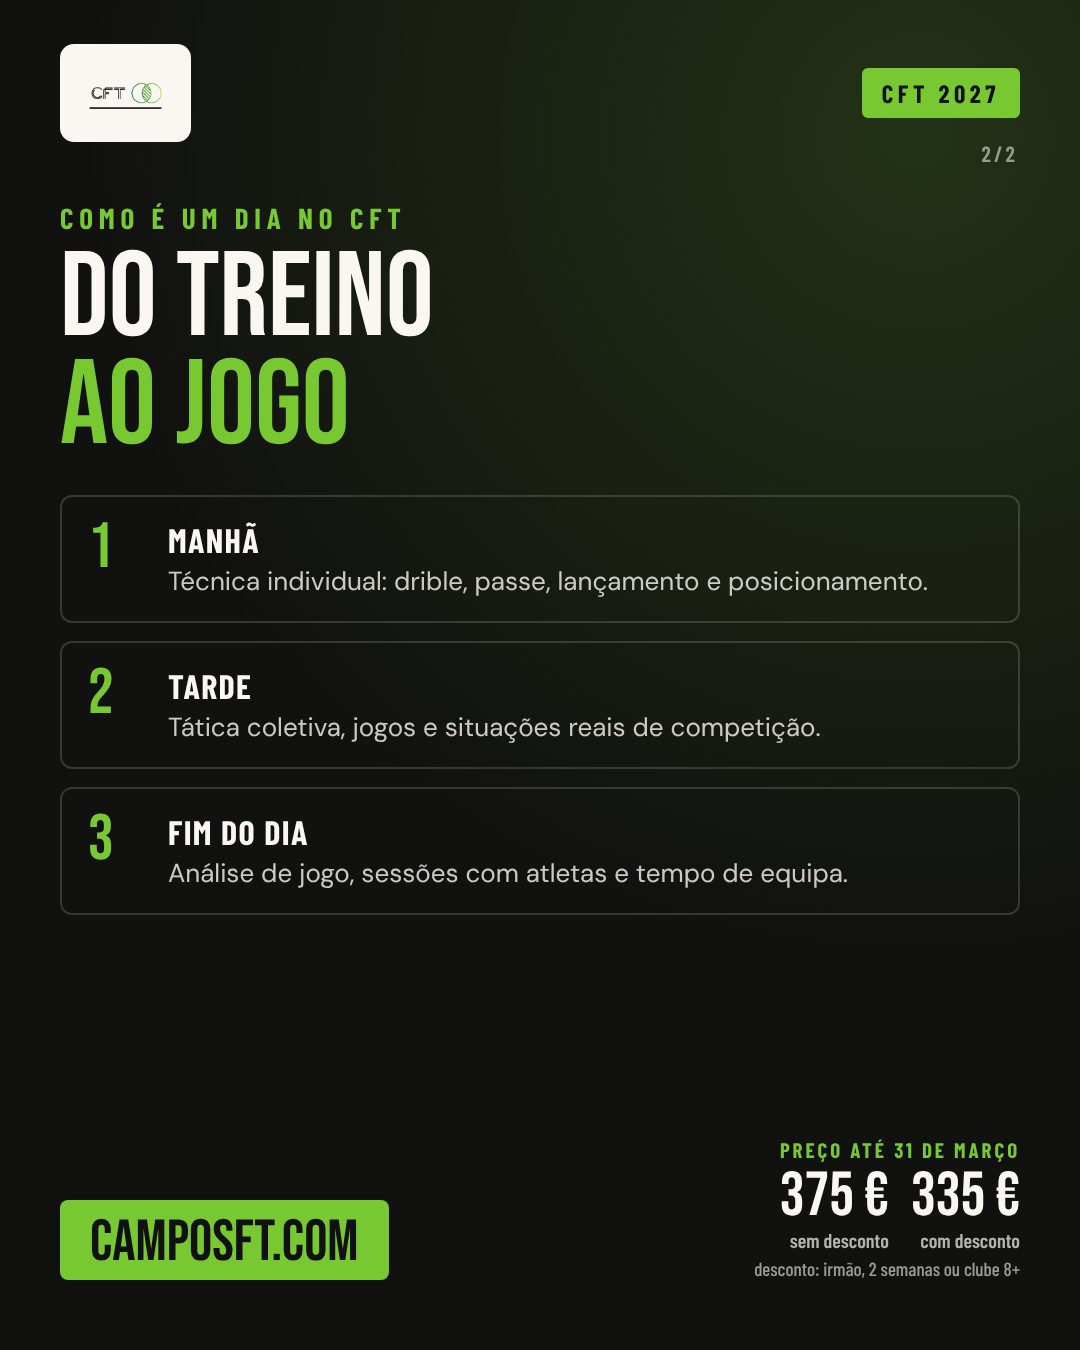 CFT
CFT 2027
2/2
COMO É UM DIA NO CFT
DO TREINO
AO JOGO
1
MANHÃ
Técnica individual: drible, passe, lançamento e posicionamento.
2
TARDE
Tática coletiva, jogos e situações reais de competição.
3
FIM DO DIA
Análise de jogo, sessões com atletas e tempo de equipa.
CAMPOSFT.COM
PREÇO ATÉ 31 DE MARÇO
375 € 335 €
sem desconto com desconto
desconto: irmão, 2 semanas ou clube 8+